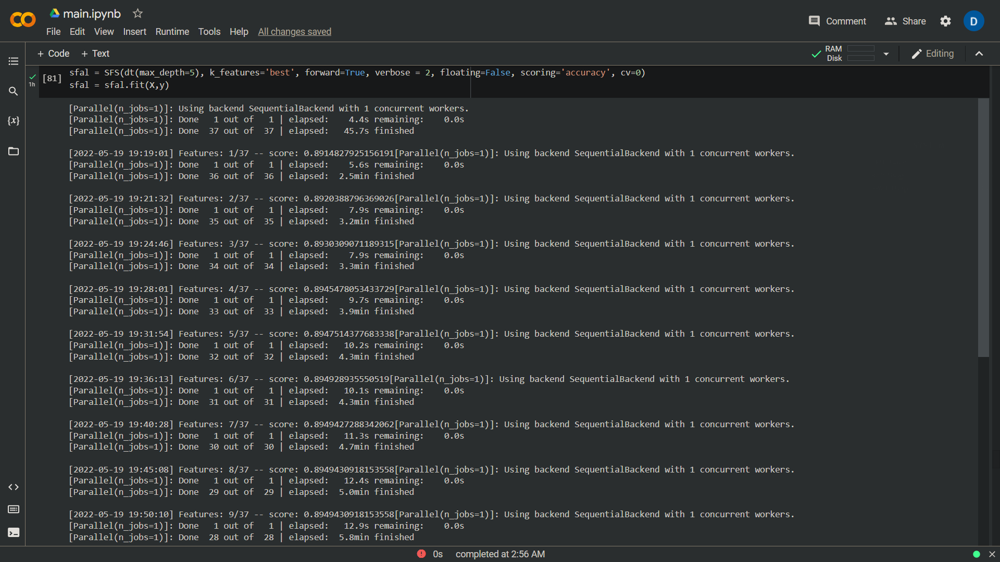 main.ipynb
File Edit View Insert Runtime Tools Help All changes saved
Comment Share D
+ Code + Text
RAM
Disk
Editing
[81]
1h
sfal = SFS(dt(max_depth=5), k_features='best', forward=True, verbose = 2, floating=False, scoring='accuracy', cv=0)
sfal = sfal.fit(X,y)
[Parallel(n_jobs=1)]: Using backend SequentialBackend with 1 concurrent workers.
[Parallel(n_jobs=1)]: Done   1 out of   1 | elapsed:    4.4s remaining:    0.0s
[Parallel(n_jobs=1)]: Done  37 out of  37 | elapsed:   45.7s finished
[2022-05-19 19:19:01] Features: 1/37 -- score: 0.8914827925156191[Parallel(n_jobs=1)]: Using backend SequentialBackend with 1 concurrent workers.
[Parallel(n_jobs=1)]: Done   1 out of   1 | elapsed:    5.6s remaining:    0.0s
[Parallel(n_jobs=1)]: Done  36 out of  36 | elapsed:  2.5min finished
[2022-05-19 19:21:32] Features: 2/37 -- score: 0.8920388796369026[Parallel(n_jobs=1)]: Using backend SequentialBackend with 1 concurrent workers.
[Parallel(n_jobs=1)]: Done   1 out of   1 | elapsed:    7.9s remaining:    0.0s
[Parallel(n_jobs=1)]: Done  35 out of  35 | elapsed:  3.2min finished
[2022-05-19 19:24:46] Features: 3/37 -- score: 0.8930309071189315[Parallel(n_jobs=1)]: Using backend SequentialBackend with 1 concurrent workers.
[Parallel(n_jobs=1)]: Done   1 out of   1 | elapsed:    7.9s remaining:    0.0s
[Parallel(n_jobs=1)]: Done  34 out of  34 | elapsed:  3.3min finished
[2022-05-19 19:28:01] Features: 4/37 -- score: 0.8945478053433729[Parallel(n_jobs=1)]: Using backend SequentialBackend with 1 concurrent workers.
[Parallel(n_jobs=1)]: Done   1 out of   1 | elapsed:    9.7s remaining:    0.0s
[Parallel(n_jobs=1)]: Done  33 out of  33 | elapsed:  3.9min finished
[2022-05-19 19:31:54] Features: 5/37 -- score: 0.8947514377683338[Parallel(n_jobs=1)]: Using backend SequentialBackend with 1 concurrent workers.
[Parallel(n_jobs=1)]: Done   1 out of   1 | elapsed:   10.2s remaining:    0.0s
[Parallel(n_jobs=1)]: Done  32 out of  32 | elapsed:  4.3min finished
[2022-05-19 19:36:13] Features: 6/37 -- score: 0.894928935550519[Parallel(n_jobs=1)]: Using backend SequentialBackend with 1 concurrent workers.
[Parallel(n_jobs=1)]: Done   1 out of   1 | elapsed:   10.1s remaining:    0.0s
[Parallel(n_jobs=1)]: Done  31 out of  31 | elapsed:  4.3min finished
[2022-05-19 19:40:28] Features: 7/37 -- score: 0.8949427288342062[Parallel(n_jobs=1)]: Using backend SequentialBackend with 1 concurrent workers.
[Parallel(n_jobs=1)]: Done   1 out of   1 | elapsed:   11.3s remaining:    0.0s
[Parallel(n_jobs=1)]: Done  30 out of  30 | elapsed:  4.7min finished
[2022-05-19 19:45:08] Features: 8/37 -- score: 0.8949430918153558[Parallel(n_jobs=1)]: Using backend SequentialBackend with 1 concurrent workers.
[Parallel(n_jobs=1)]: Done   1 out of   1 | elapsed:   12.4s remaining:    0.0s
[Parallel(n_jobs=1)]: Done  29 out of  29 | elapsed:  5.0min finished
[2022-05-19 19:50:10] Features: 9/37 -- score: 0.8949430918153558[Parallel(n_jobs=1)]: Using backend SequentialBackend with 1 concurrent workers.
[Parallel(n_jobs=1)]: Done   1 out of   1 | elapsed:   12.9s remaining:    0.0s
[Parallel(n_jobs=1)]: Done  28 out of  28 | elapsed:  5.8min finished
0s completed at 2:56 AM